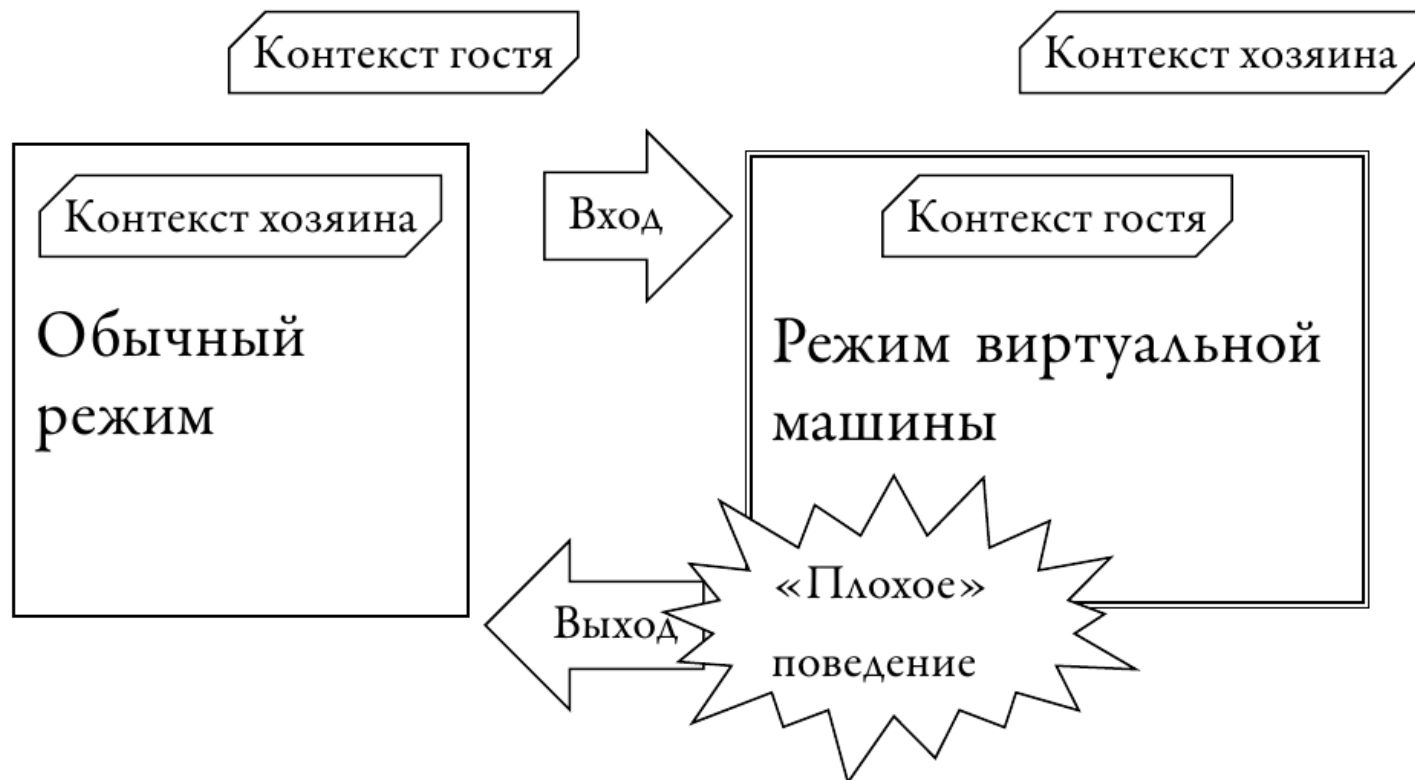 Контекст гостя
Контекст хозяина
Контекст хозяина
Вход
Контекст гостя
Обычный
режим
Режим виртуальной
машины
Выход
«Плохое»
поведение